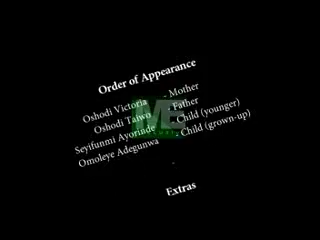 Order of Appearance
Oshodi Victoria - Mother
Oshodi Taiwo - Father
Seyifunmi Ayorinde - Child (younger)
Omoleye Adegunwa - Child (grown-up)
Extras